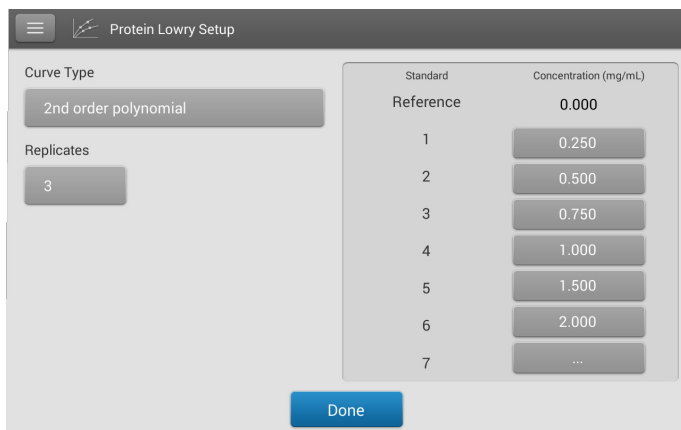 Protein Lowry Setup
Curve Type
2nd order polynomial
Replicates
3
Standard Concentration (mg/mL)
Reference 0.000
1 0.250
2 0.500
3 0.750
4 1.000
5 1.500
6 2.000
7 ...
Done